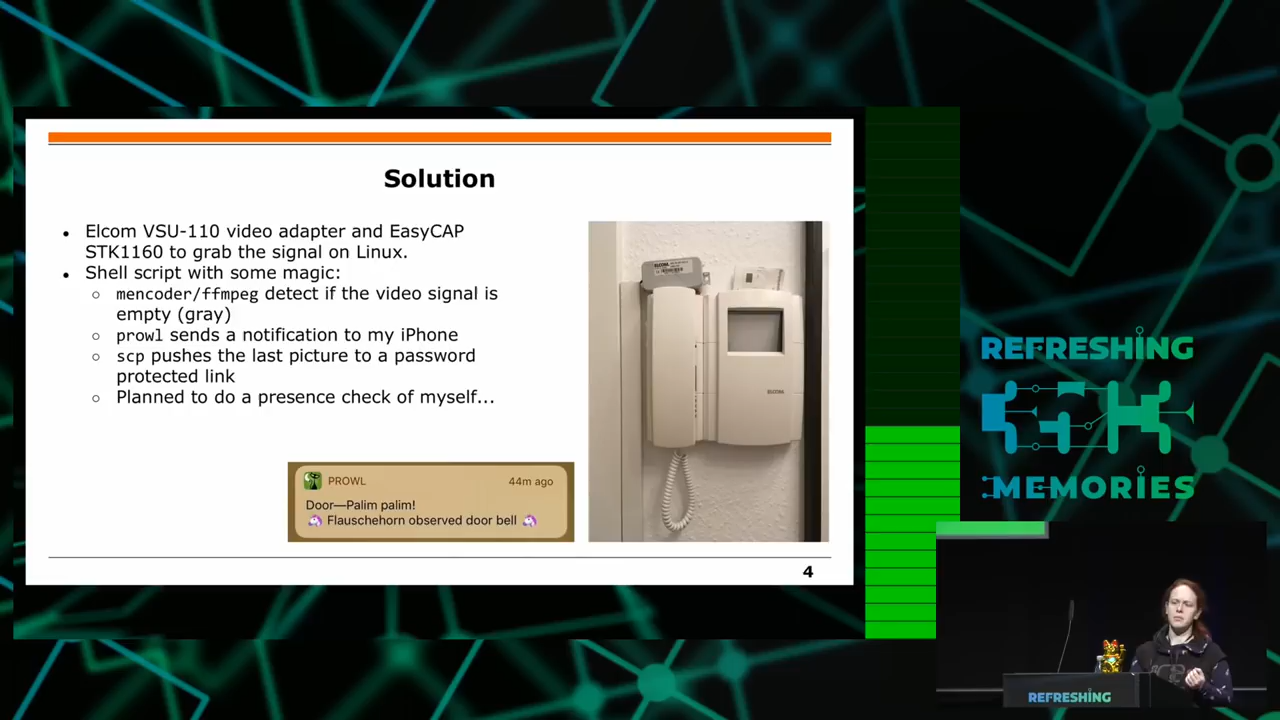 Solution
Elcom VSU-110 video adapter and EasyCAP
STK1160 to grab the signal on Linux.
Shell script with some magic:
mencoder/ffmpeg detect if the video signal is
empty (gray)
prowl sends a notification to my iPhone
scp pushes the last picture to a password
protected link
Planned to do a presence check of myself...
PROWL
44m ago
Door—Palim palim!
🦄 Flauschehorn observed door bell 🦄
ELCOM
4
REFRESHING
MEMORIES
REFRESHING